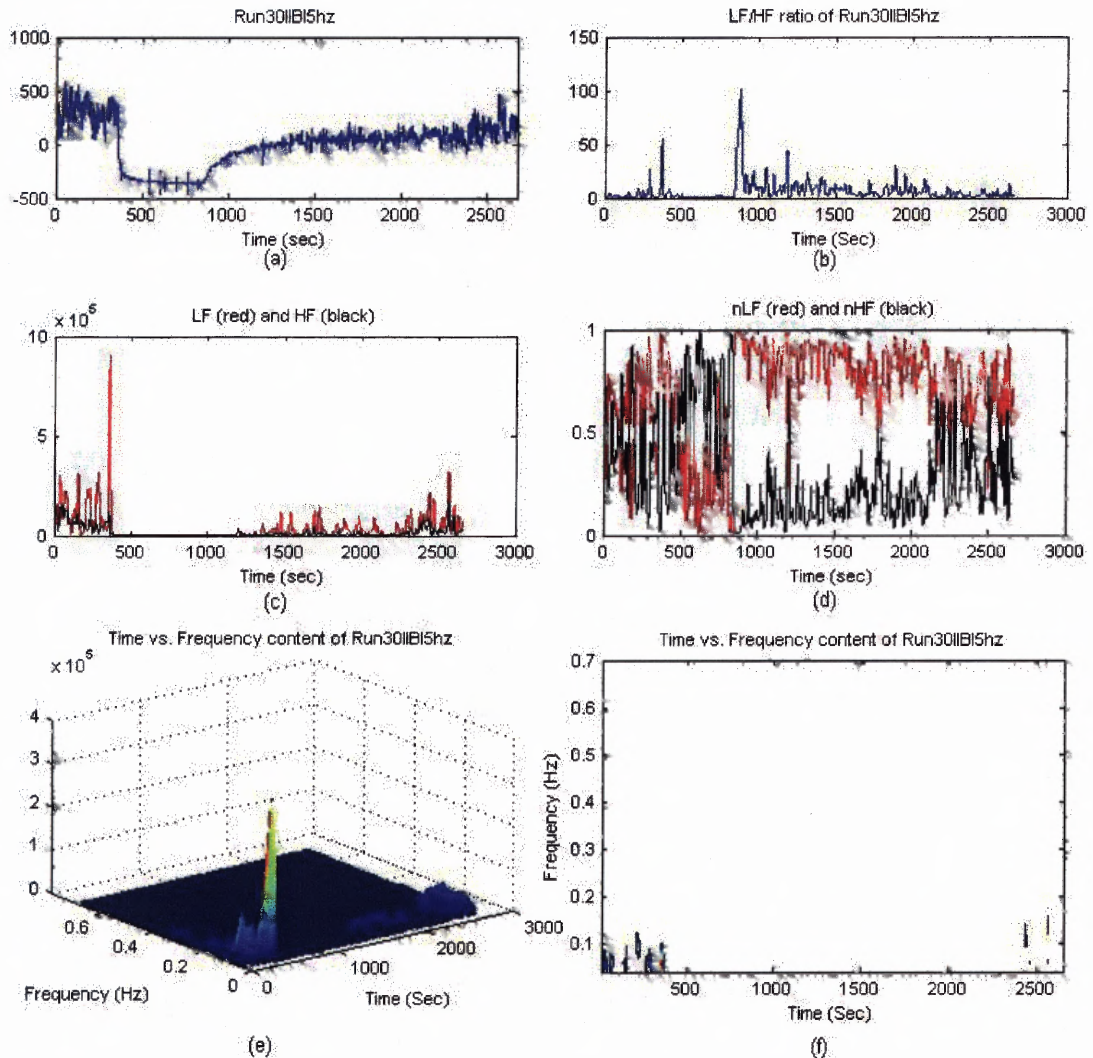 Run30IIBI5hz
1000
500
0
-500
0 500 1000 1500 2000 2500
Time (sec)
(a)
LF/HF ratio of Run30IIBI5hz
150
100
50
0
0 500 1000 1500 2000 2500 3000
Time (Sec)
(b)
LF (red) and HF (black)
x 10^5
10
5
0
0 500 1000 1500 2000 2500 3000
Time (sec)
(c)
nLF (red) and nHF (black)
1
0.5
0
0 500 1000 1500 2000 2500 3000
Time (sec)
(d)
Time vs. Frequency content of Run30IIBI5hz
x 10^5
4
3
2
1
0
0.6
0.4
0.2
0
Frequency (Hz)
0
1000
2000
3000
Time (Sec)
(e)
Time vs. Frequency content of Run30IIBI5hz
0.7
0.6
0.5
0.4
0.3
0.2
0.1
Frequency (Hz)
500 1000 1500 2000 2500
Time (Sec)
(f)